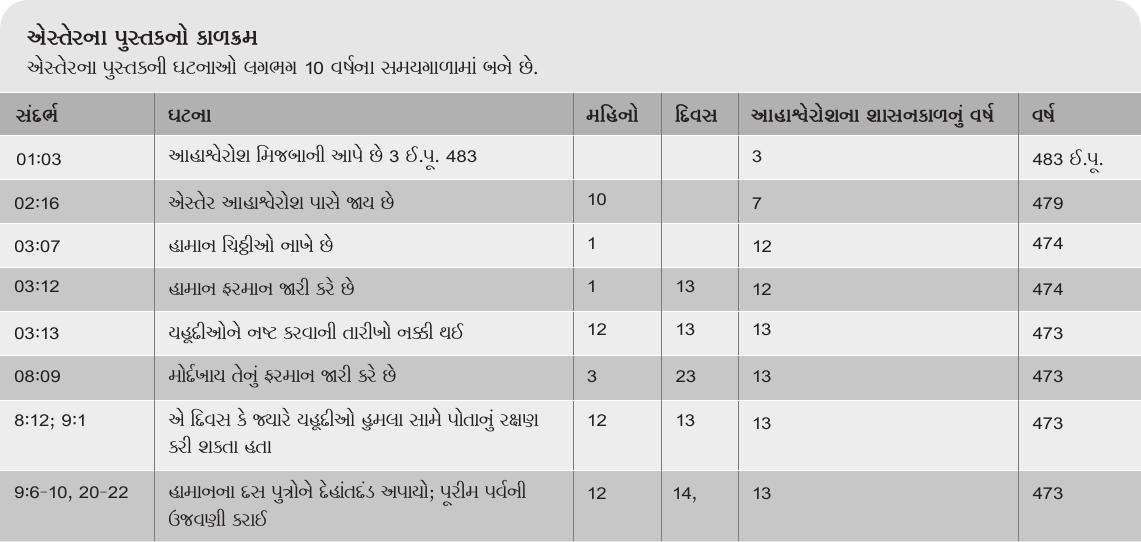 એસ્તેરના પુસ્તકનો કાળક્રમ
એસ્તેરના પુસ્તકની ઘટનાઓ લગભગ 10 વર્ષના સમયગાળામાં બને છે.
સંદર્ભ ઘટના મહિનો દિવસ આહાશ્વેરોશના શાસનકાળનું વર્ષ વર્ષ
01:03 આહાશ્વેરોશ મિજબાની આપે છે 3 ઈ.પૂ. 483 3 483 ઈ.પૂ.
02:16 એસ્તેર આહાશ્વેરોશ પાસે જાય છે 10 7 479
03:07 હામાન ચિઠ્ઠીઓ નાખે છે 1 12 474
03:12 હામાન ફરમાન જારી કરે છે 1 13 12 474
03:13 યહૂદીઓને નષ્ટ કરવાની તારીખો નક્કી થઈ 12 13 13 473
08:09 મોર્દખાય તેનું ફરમાન જારી કરે છે 3 23 13 473
8:12; 9:1 એ દિવસ કે જ્યારે યહૂદીઓ હુમલા સામે પોતાનું રક્ષણ 12 13 13 473
કરી શકતા હતા
9:6-10, 20-22 હામાનના દસ પુત્રોને દેહાંતદંડ અપાયો; પૂરીમ પર્વની 12 14, 13 473
ઉજવણી કરાઈ